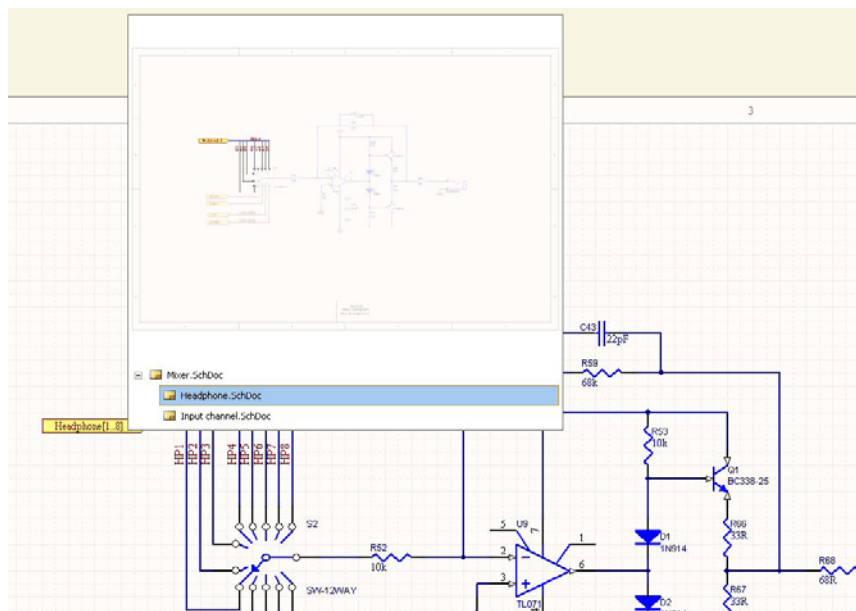 3
Mixer.SchDoc
Headphone.SchDoc
Input channel.SchDoc
C43
22pF
R59
68k
Headphone[1..8]
HP1
HP2
HP3
HP4
HP5
HP6
HP7
HP8
R53
10k
Q1
BC338-25
S2
R52
10k
SW-12WAY
5
U9
7
1
2
3
6
TL071
D1
1N914
R66
33R
R68
68R
D2
R67
33R